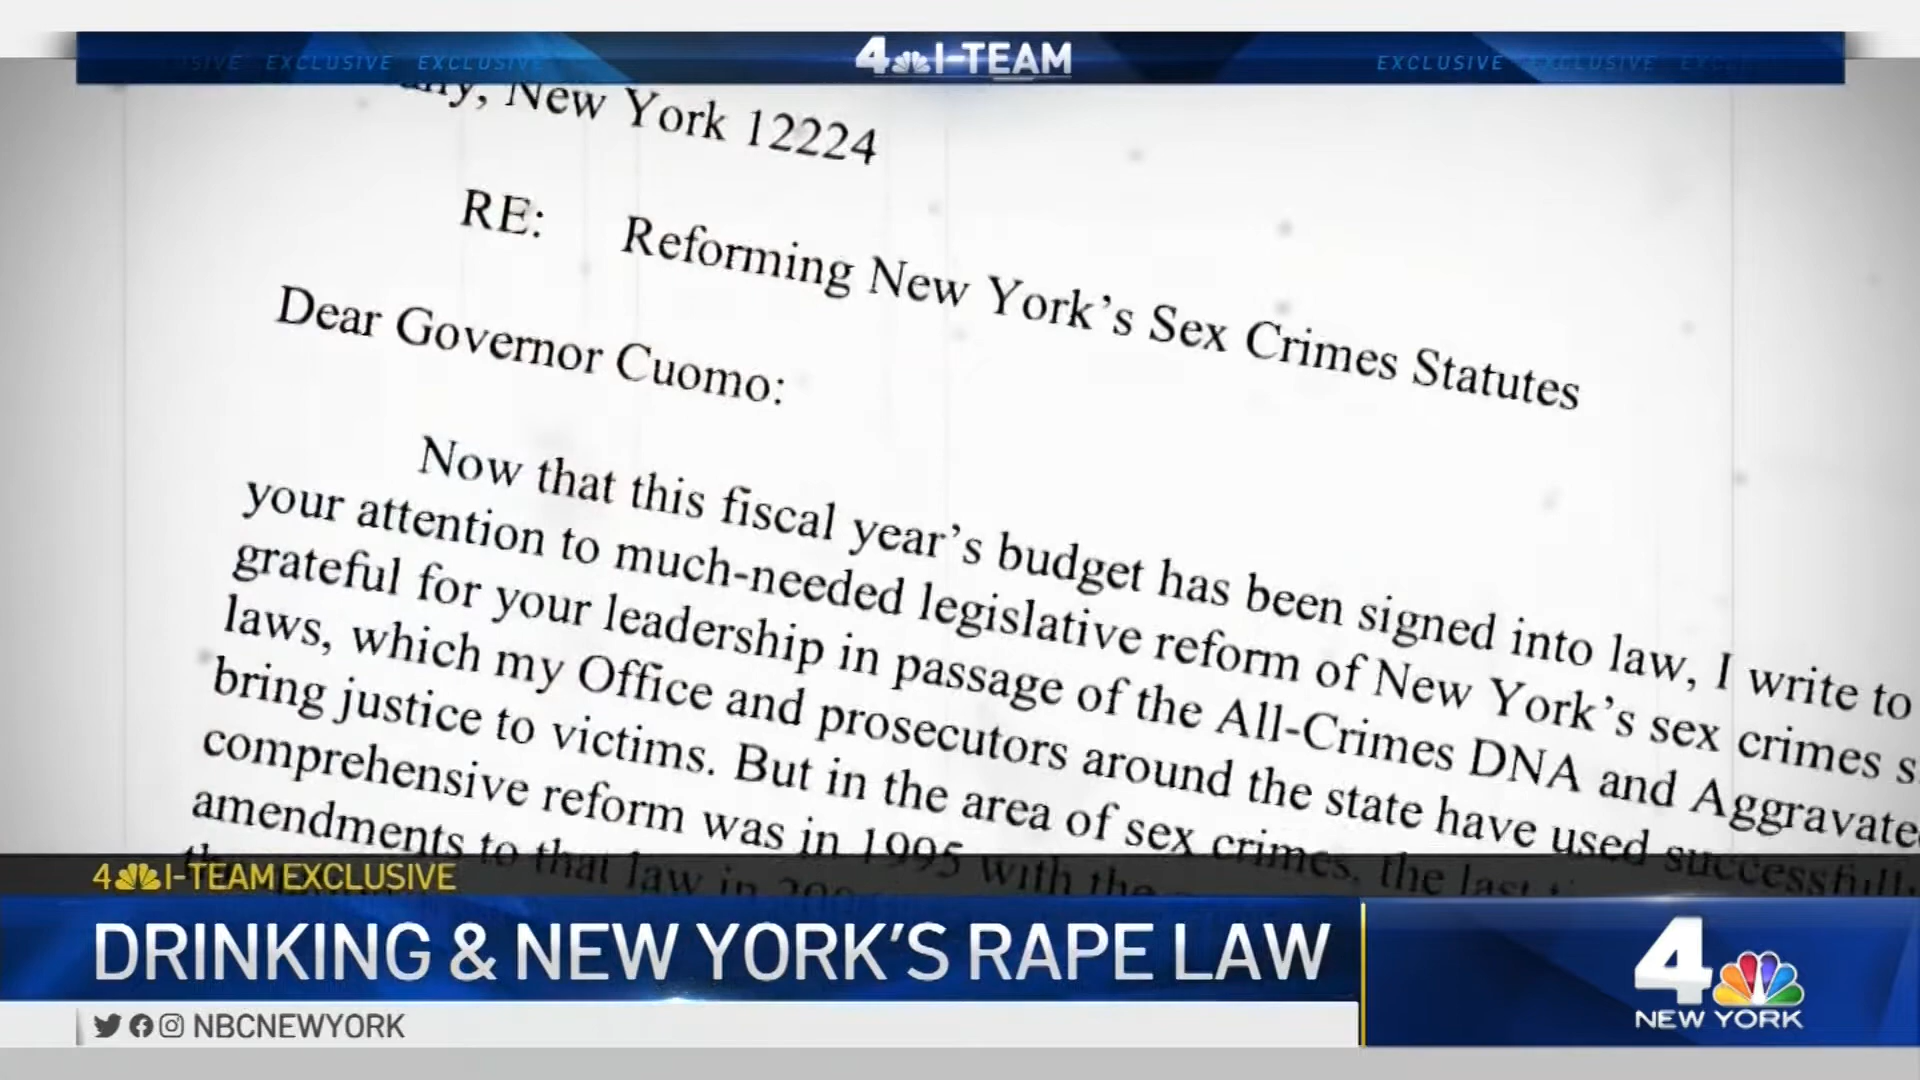 EXCLUSIVE EXCLUSIVE
4 I-TEAM
EXCLUSIVE EXCLUSIVE
New York 12224
RE: Reforming New York’s Sex Crimes Statutes
Dear Governor Cuomo:
Now that this fiscal year’s budget has been signed into law, I write to
your attention to much-needed legislative reform of New York’s sex crimes s
grateful for your leadership in passage of the All-Crimes DNA and Aggravate
laws, which my Office and prosecutors around the state have used successfull
bring justice to victims. But in the area of sex crimes, the last
comprehensive reform was in 1995 with the
amendments to that law in
4 I-TEAM EXCLUSIVE
DRINKING & NEW YORK’S RAPE LAW
NBCNEWYORK
4
NEW YORK